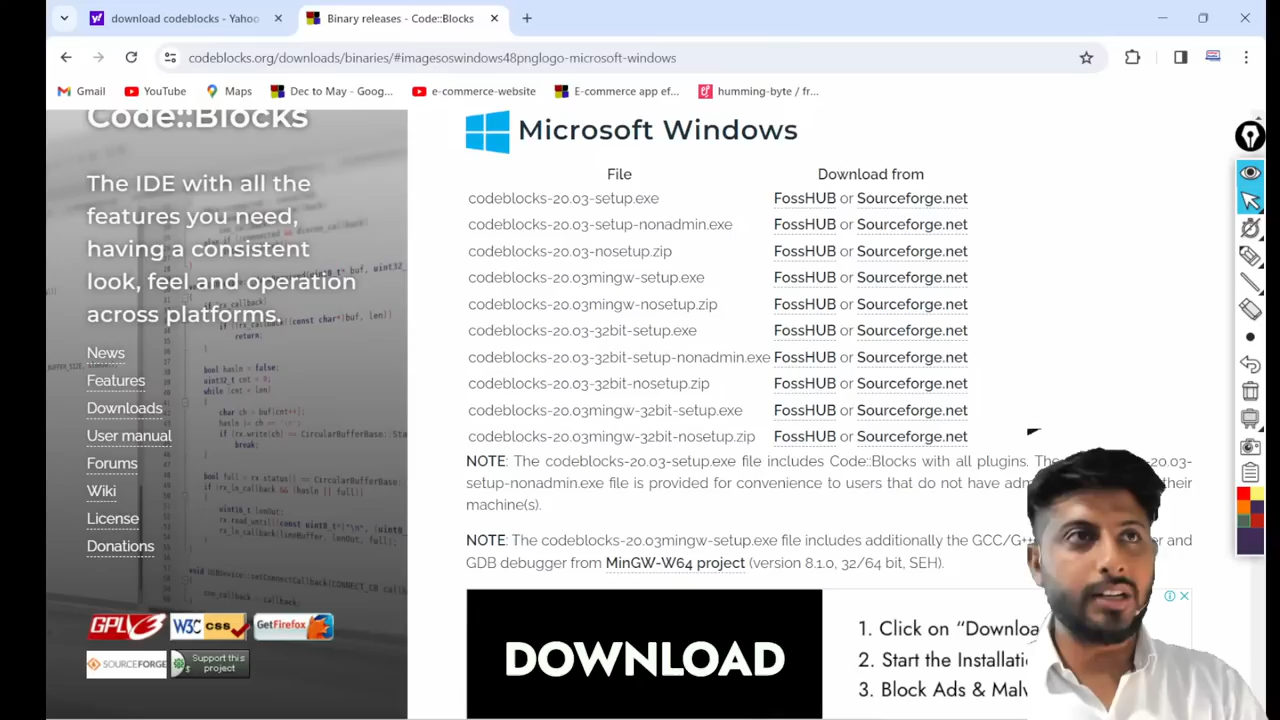 download codeblocks - Yahoo
Binary releases - Code::Blocks
codeblocks.org/downloads/binaries/#imagesoswindows48pnglogo-microsoft-windows
Gmail
YouTube
Maps
Dec to May - Goog...
e-commerce-website
E-commerce app ef...
humming-byte / fr...
Code::Blocks
The IDE with all the
features you need,
having a consistent
look, feel and operation
across platforms.
News
Features
Downloads
User manual
Forums
Wiki
License
Donations
GPL v3
W3C css
GetFirefox
SOURCEFORGE
Support this
project
Microsoft Windows
File Download from
codeblocks-20.03-setup.exe FossHUB or Sourceforge.net
codeblocks-20.03-setup-nonadmin.exe FossHUB or Sourceforge.net
codeblocks-20.03-nosetup.zip FossHUB or Sourceforge.net
codeblocks-20.03mingw-setup.exe FossHUB or Sourceforge.net
codeblocks-20.03mingw-nosetup.zip FossHUB or Sourceforge.net
codeblocks-20.03-32bit-setup.exe FossHUB or Sourceforge.net
codeblocks-20.03-32bit-setup-nonadmin.exe FossHUB or Sourceforge.net
codeblocks-20.03-32bit-nosetup.zip FossHUB or Sourceforge.net
codeblocks-20.03mingw-32bit-setup.exe FossHUB or Sourceforge.net
codeblocks-20.03mingw-32bit-nosetup.zip FossHUB or Sourceforge.net
NOTE: The codeblocks-20.03-setup.exe file includes Code::Blocks with all plugins. The 20.03-
setup-nonadmin.exe file is provided for convenience to users that do not have their
machine(s).
NOTE: The codeblocks-20.03mingw-setup.exe file includes additionally the and
GDB debugger from MinGW-W64 project (version 8.1.0, 32/64 bit, SEH).
DOWNLOAD
1. Click on “Downloa
2. Start the Installati
3. Block Ads &